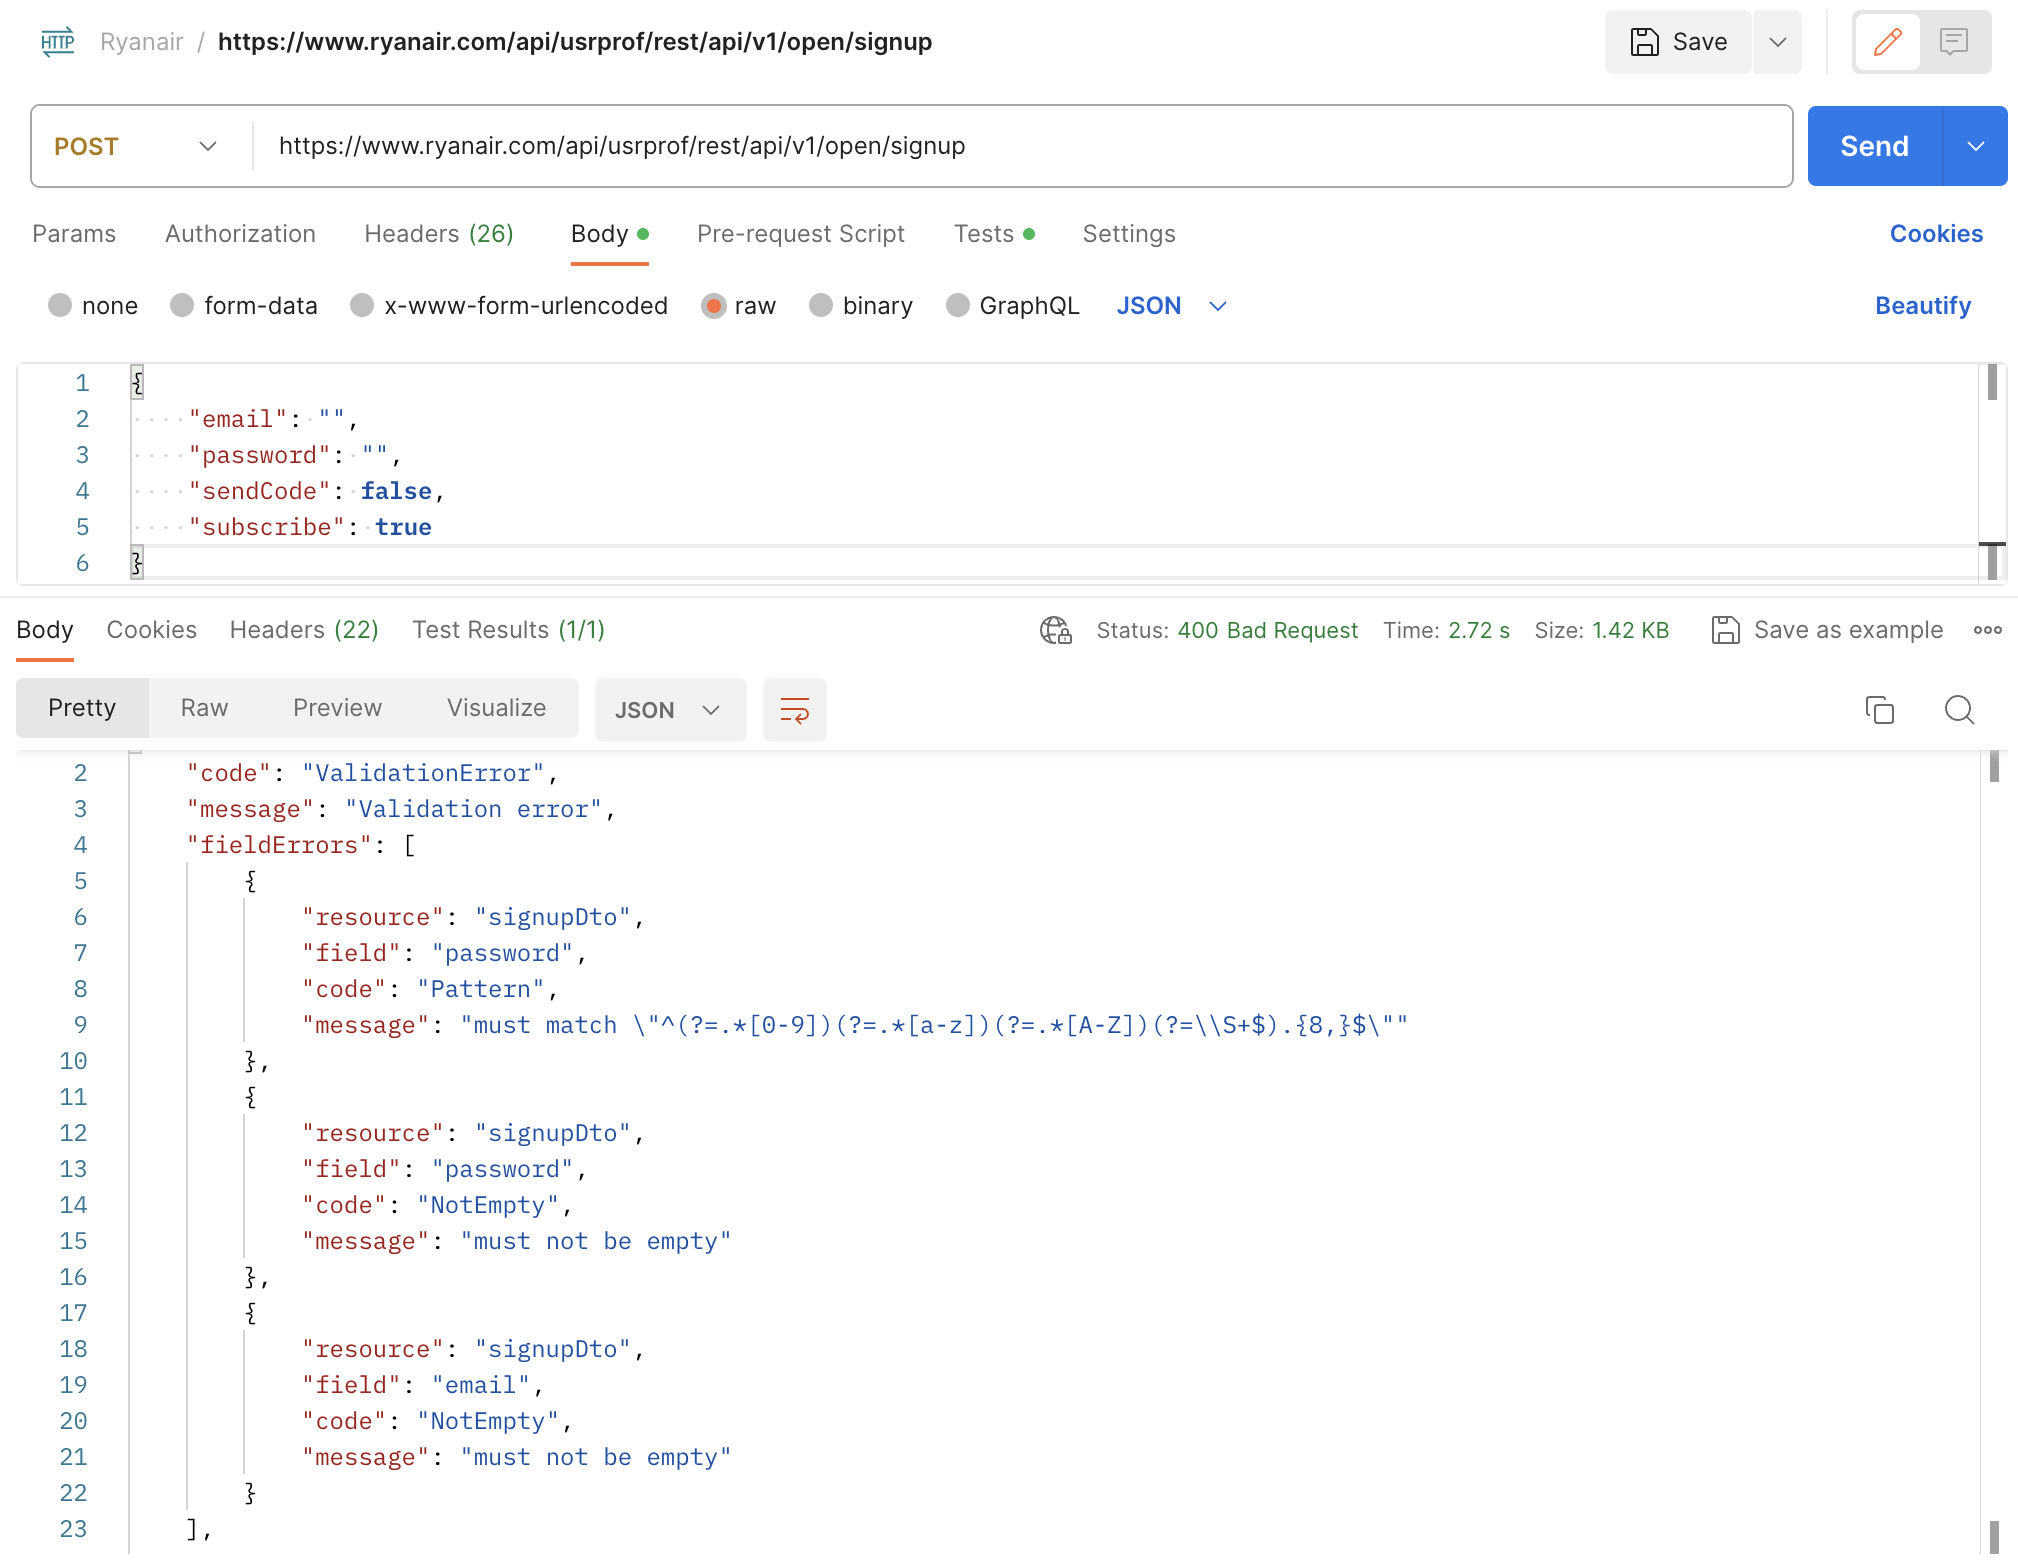 HTTP Ryanair / https://www.ryanair.com/api/usrprof/rest/api/v1/open/signup Save
POST https://www.ryanair.com/api/usrprof/rest/api/v1/open/signup Send
Params Authorization Headers (26) Body Pre-request Script Tests Settings Cookies
none form-data x-www-form-urlencoded raw binary GraphQL JSON Beautify
1 {
2 "email": "",
3 "password": "",
4 "sendCode": false,
5 "subscribe": true
6 }
Body Cookies Headers (22) Test Results (1/1) Status: 400 Bad Request Time: 2.72 s Size: 1.42 KB Save as example
Pretty Raw Preview Visualize JSON
2 "code": "ValidationError",
3 "message": "Validation error",
4 "fieldErrors": [
5 {
6 "resource": "signupDto",
7 "field": "password",
8 "code": "Pattern",
9 "message": "must match \"^(?=.*[0-9])(?=.*[a-z])(?=.*[A-Z])(?=\\S+$).{8,}$\""
10 },
11 {
12 "resource": "signupDto",
13 "field": "password",
14 "code": "NotEmpty",
15 "message": "must not be empty"
16 },
17 {
18 "resource": "signupDto",
19 "field": "email",
20 "code": "NotEmpty",
21 "message": "must not be empty"
22 }
23 ],